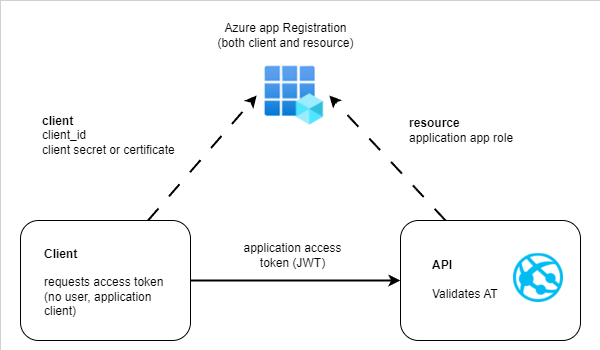 Azure app Registration
(both client and resource)
client
client_id
client secret or certificate
resource
application app role
Client
requests access token
(no user, application
client)
application access
token (JWT)
API
Validates AT